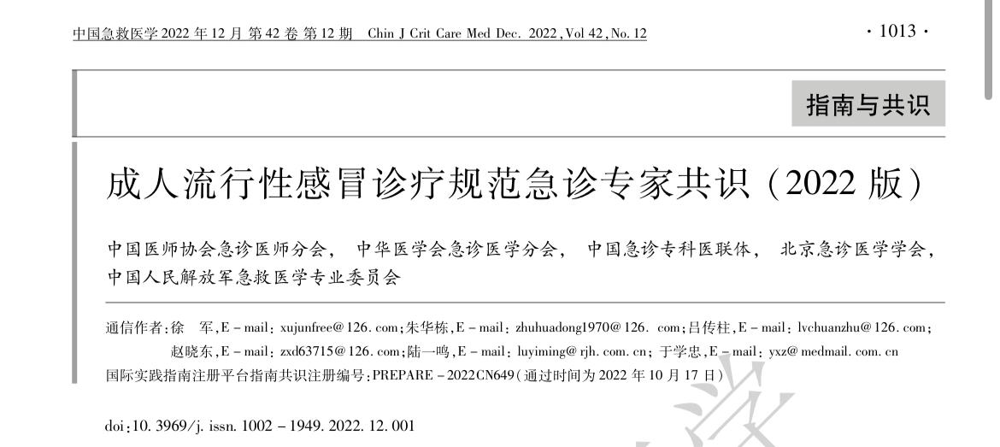 中国急救医学 2022 年 12 月 第 42 卷 第 12 期 Chin J Crit Care Med Dec. 2022,Vol 42,No.12
· 1013 ·
指南与共识
成人流行性感冒诊疗规范急诊专家共识(2022 版)
中国医师协会急诊医师分会, 中华医学会急诊医学分会, 中国急诊专科医联体, 北京急诊医学学会,
中国人民解放军急救医学专业委员会
通信作者:徐 军,E-mail: xujunfree@126.com;朱华栋,E-mail: zhuhuadong1970@126. com;吕传柱,E-mail: lvchuanzhu@126.com;
赵晓东,E-mail: zxd63715@126.com;陆一鸣,E-mail: luyiming@rjh.com.cn; 于学忠,E-mail: yxz@medmail.com.cn
国际实践指南注册平台指南共识注册编号:PREPARE-2022CN649(通过时间为 2022 年 10 月 17 日)
doi:10.3969/j.issn.1002-1949.2022.12.001